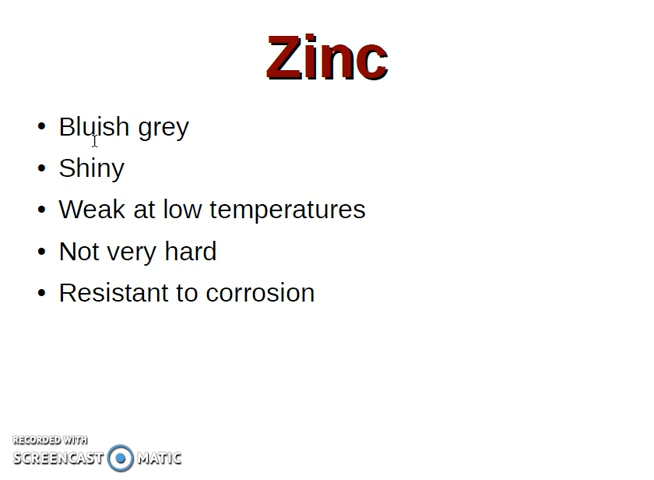 Zinc
• Bluish grey
• Shiny
• Weak at low temperatures
• Not very hard
• Resistant to corrosion
RECORDED WITH
SCREENCAST MATIC